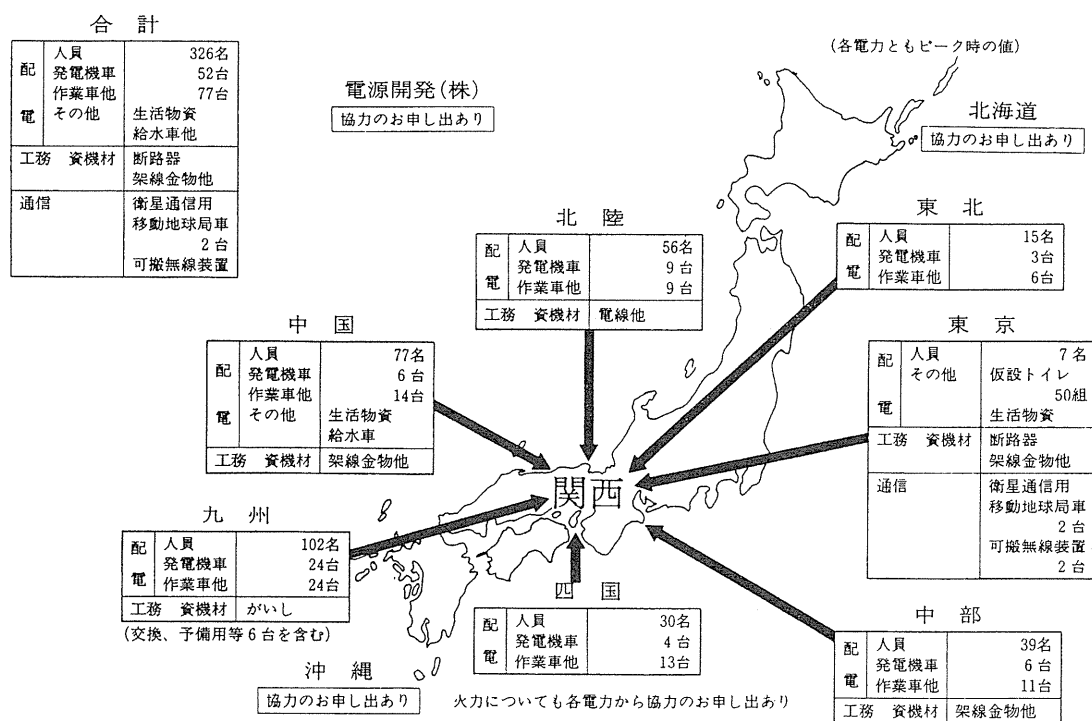 合計
配電 人員 326名
発電機車 52台
作業車他 77台
その他 生活物資
給水車他
工務 資機材 断路器
架線金物他
通信 衛星通信用
移動地球局車
2台
可搬無線装置
電源開発(株)
協力のお申し出あり
(各電力ともピーク時の値)
北海道
協力のお申し出あり
北陸
配電 人員 56名
発電機車 9台
作業車他 9台
工務 資機材 電線他
東北
配電 人員 15名
発電機車 3台
作業車他 6台
中国
配電 人員 77名
発電機車 6台
作業車他 14台
その他 生活物資
給水車
工務 資機材 架線金物他
東京
配電 人員 7名
その他 仮設トイレ
50組
生活物資
工務 資機材 断路器
架線金物他
通信 衛星通信用
移動地球局車
2台
可搬無線装置
2台
関西
九州
配電 人員 102名
発電機車 24台
作業車他 24台
工務 資機材 がいし
(交換、予備用等6台を含む)
四国
配電 人員 30名
発電機車 4台
作業車他 13台
中部
配電 人員 39名
発電機車 6台
作業車他 11台
工務 資機材 架線金物他
沖縄
協力のお申し出あり
火力についても各電力から協力のお申し出あり